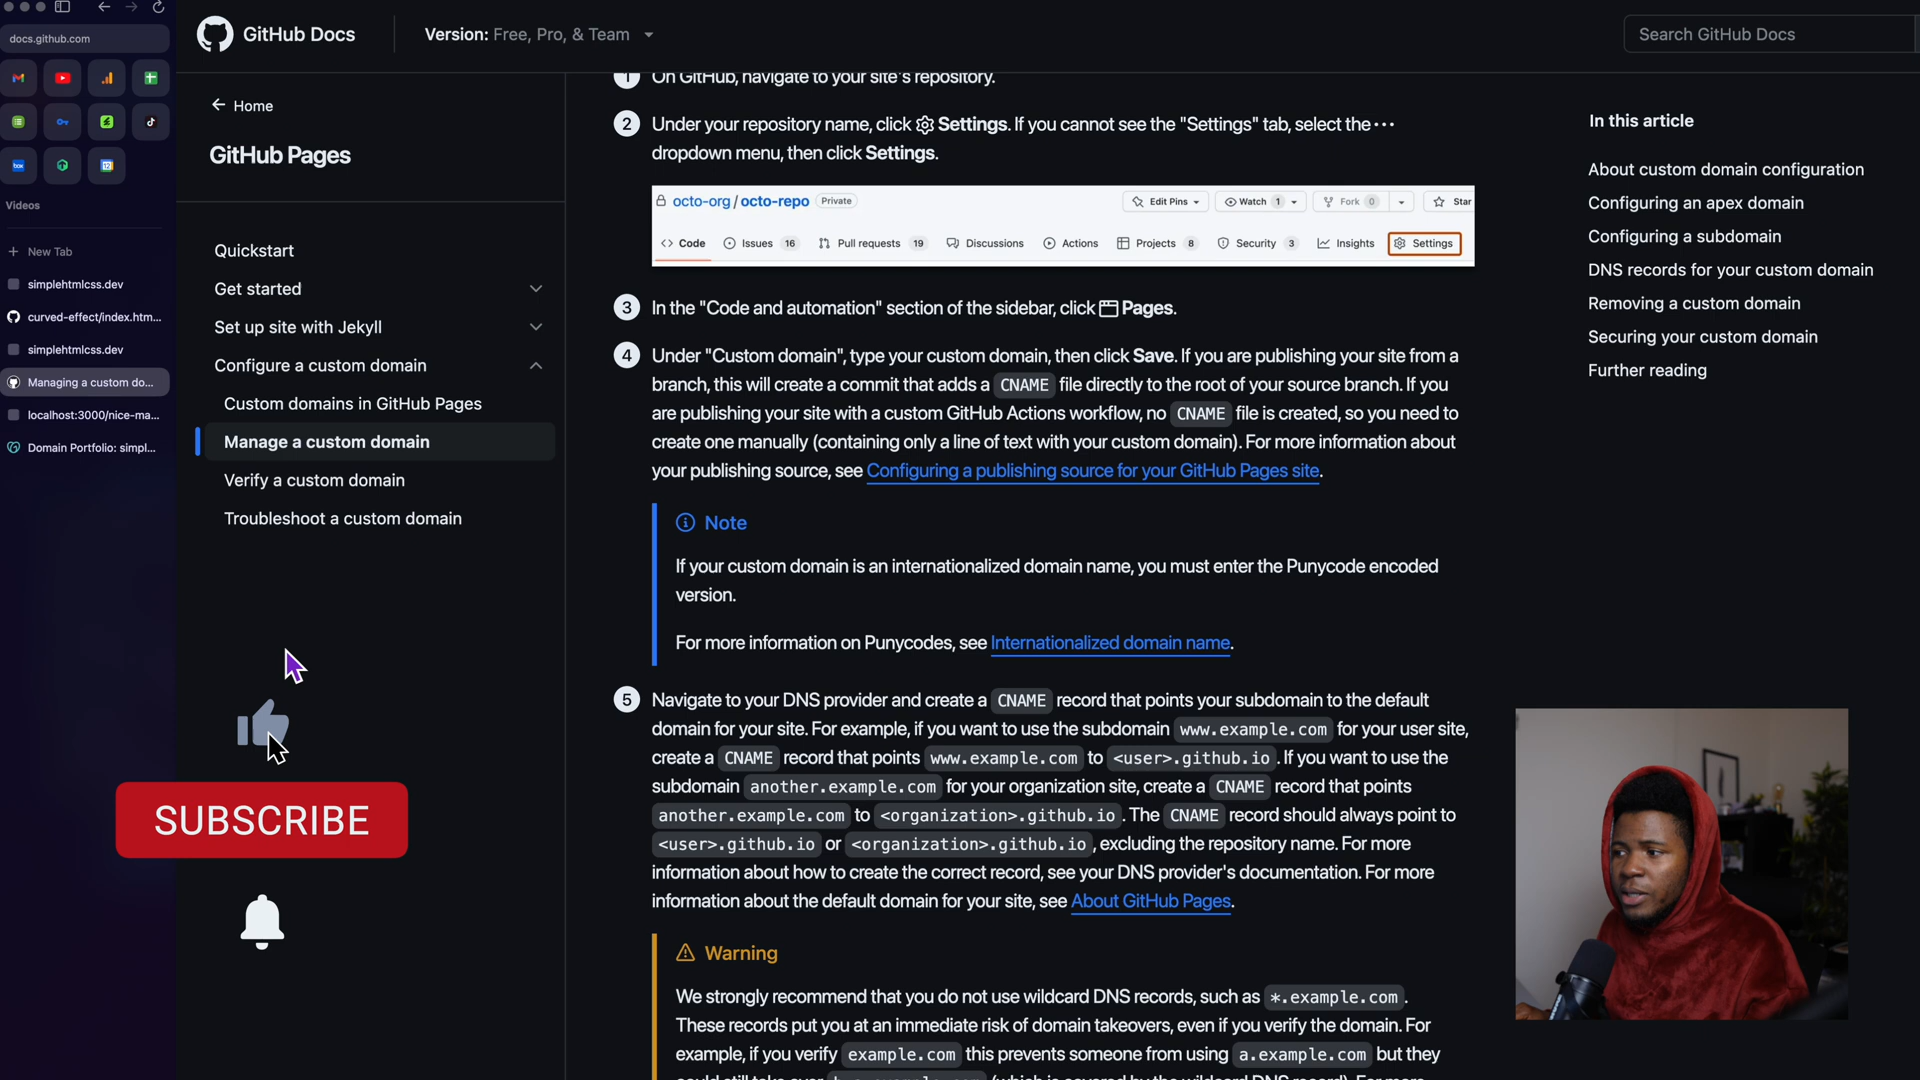 docs.github.com
box
12
Videos
New Tab
simplehtmlcss.dev
curved-effect/index.htm...
simplehtmlcss.dev
Managing a custom do...
localhost:3000/nice-ma...
Domain Portfolio: simpl...
GitHub Docs
Version: Free, Pro, & Team
Search GitHub Docs
Home
GitHub Pages
Quickstart
Get started
Set up site with Jekyll
Configure a custom domain
Custom domains in GitHub Pages
Manage a custom domain
Verify a custom domain
Troubleshoot a custom domain
SUBSCRIBE
1 On GitHub, navigate to your site's repository.
2 Under your repository name, click Settings. If you cannot see the "Settings" tab, select the ···
dropdown menu, then click Settings.
octo-org / octo-repo Private Edit Pins Watch 1 Fork 0 Star
Code Issues 16 Pull requests 19 Discussions Actions Projects 8 Security 3 Insights Settings
3 In the "Code and automation" section of the sidebar, click Pages.
4 Under "Custom domain", type your custom domain, then click Save. If you are publishing your site from a
branch, this will create a commit that adds a CNAME file directly to the root of your source branch. If you
are publishing your site with a custom GitHub Actions workflow, no CNAME file is created, so you need to
create one manually (containing only a line of text with your custom domain). For more information about
your publishing source, see Configuring a publishing source for your GitHub Pages site.
Note
If your custom domain is an internationalized domain name, you must enter the Punycode encoded
version.
For more information on Punycodes, see Internationalized domain name.
5 Navigate to your DNS provider and create a CNAME record that points your subdomain to the default
domain for your site. For example, if you want to use the subdomain www.example.com for your user site,
create a CNAME record that points www.example.com to <user>.github.io. If you want to use the
subdomain another.example.com for your organization site, create a CNAME record that points
another.example.com to <organization>.github.io. The CNAME record should always point to
<user>.github.io or <organization>.github.io, excluding the repository name. For more
information about how to create the correct record, see your DNS provider's documentation. For more
information about the default domain for your site, see About GitHub Pages.
Warning
We strongly recommend that you do not use wildcard DNS records, such as *.example.com.
These records put you at an immediate risk of domain takeovers, even if you verify the domain. For
example, if you verify example.com this prevents someone from using a.example.com but they
In this article
About custom domain configuration
Configuring an apex domain
Configuring a subdomain
DNS records for your custom domain
Removing a custom domain
Securing your custom domain
Further reading